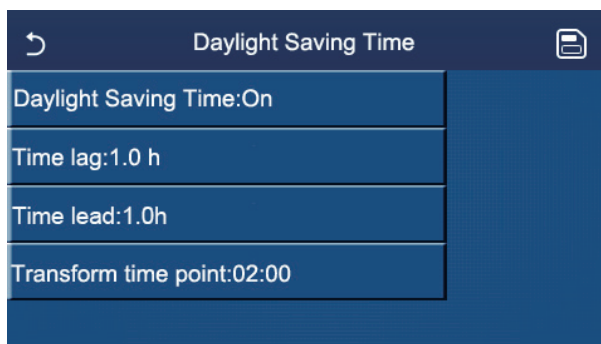 Daylight Saving Time
Daylight Saving Time:On
Time lag:1.0 h
Time lead:1.0h
Transform time point:02:00